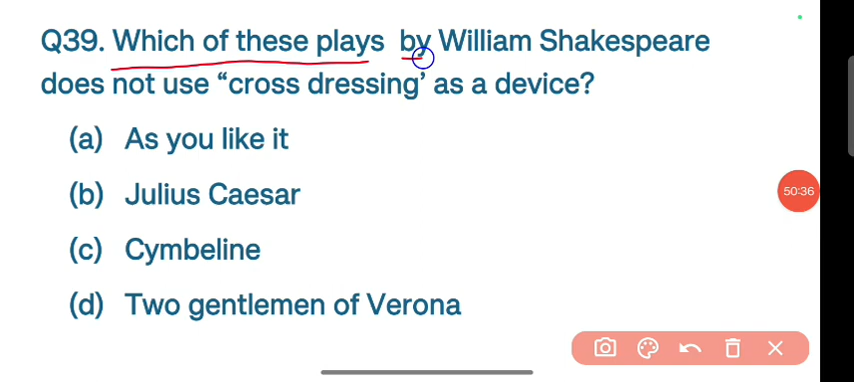 Q39. Which of these plays by William Shakespeare
does not use “cross dressing’ as a device?
(a) As you like it
(b) Julius Caesar
50:36
(c) Cymbeline
(d) Two gentlemen of Verona